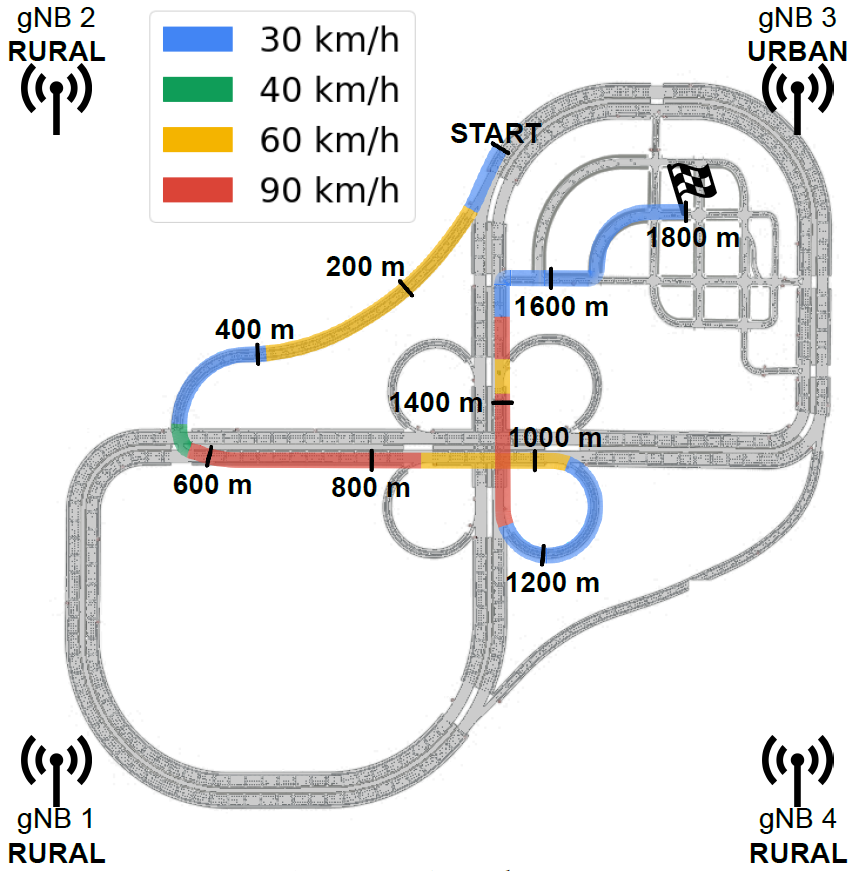 gNB 2
RURAL
30 km/h
40 km/h
60 km/h
90 km/h
gNB 3
URBAN
START
200 m
400 m
1800 m
1600 m
1400 m
1000 m
600 m
800 m
1200 m
gNB 1
RURAL
gNB 4
RURAL